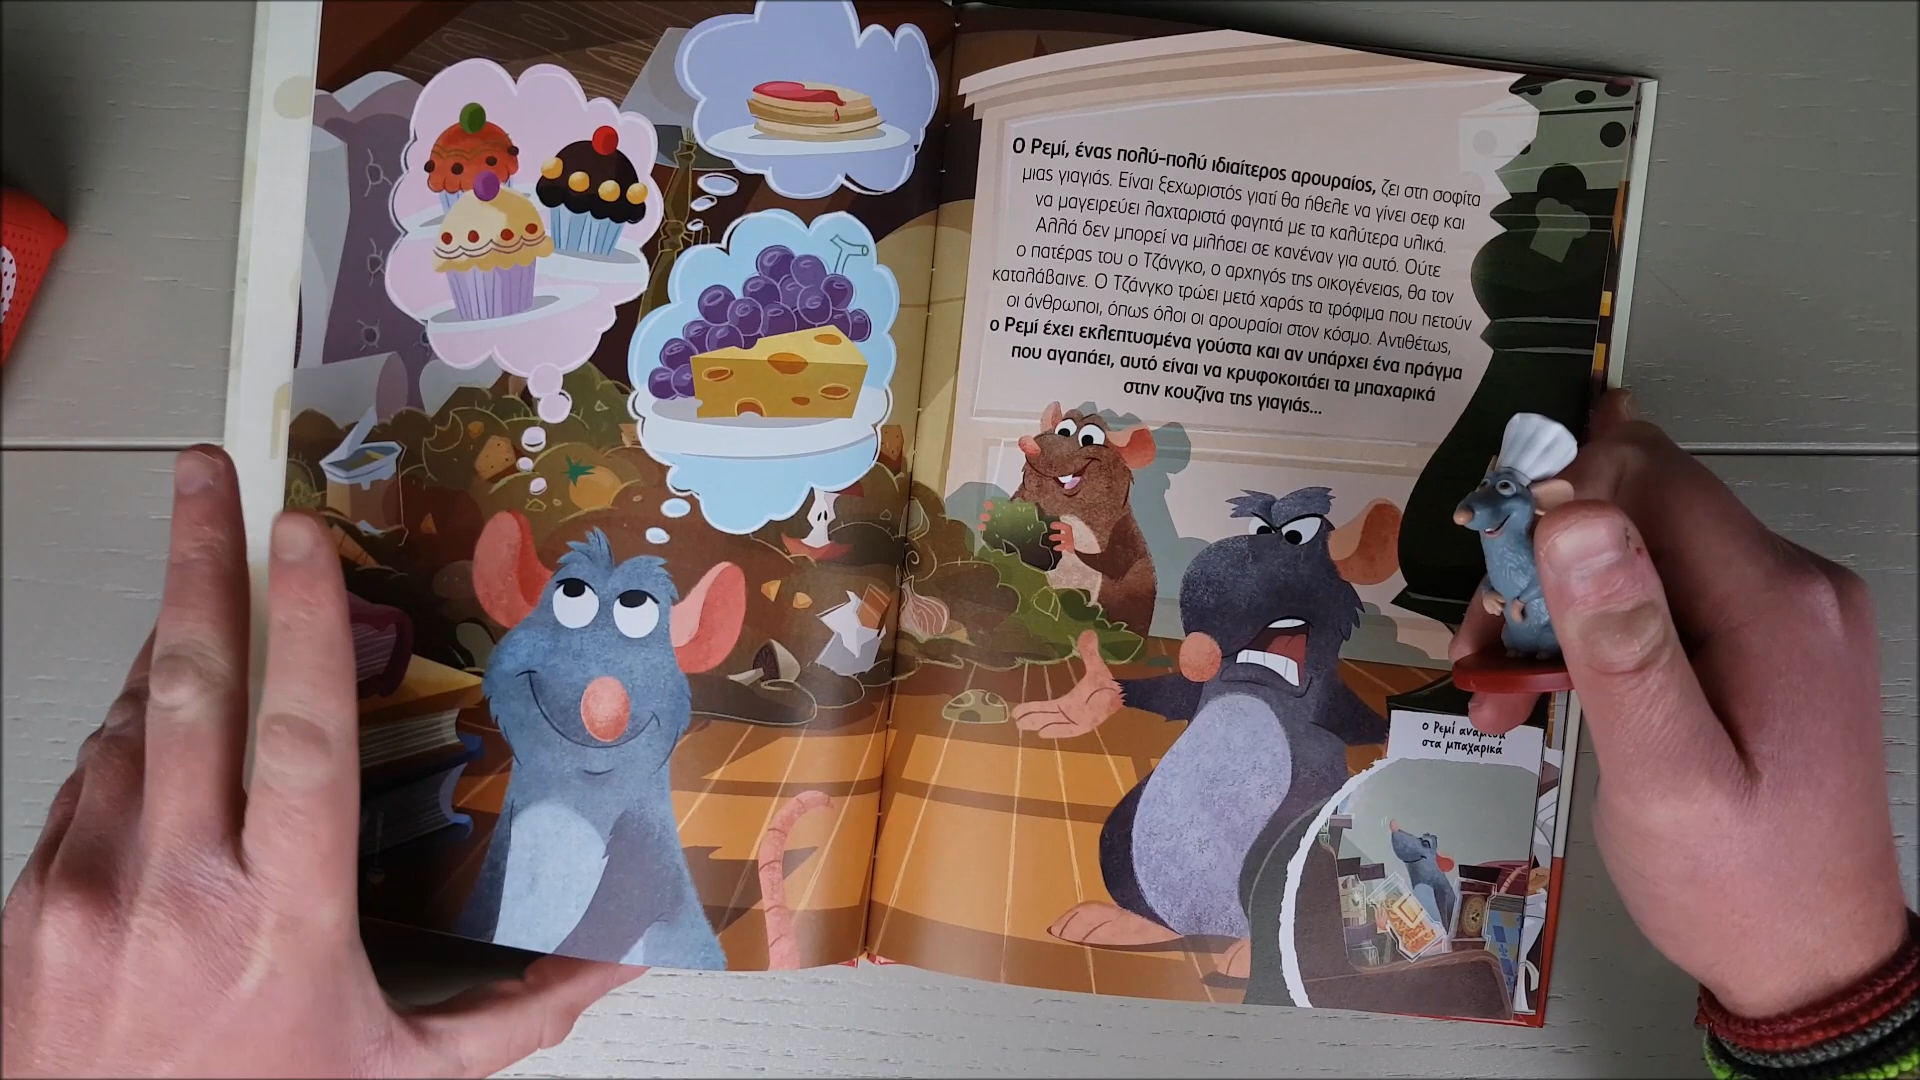 Ο Ρεμί, ένας πολύ-πολύ ιδιαίτερος αρουραίος, ζει στη σοφίτα
μιας γιαγιάς. Είναι ξεχωριστός γιατί θα ήθελε να γίνει σεφ και
να μαγειρεύει λαχταριστά φαγητά με τα καλύτερα υλικά.
Αλλά δεν μπορεί να μιλήσει σε κανέναν για αυτό. Ούτε
ο πατέρας του ο Τζάνγκο, ο αρχηγός της οικογένειας, θα τον
καταλάβαινε. Ο Τζάνγκο τρώει μετά χαράς τα τρόφιμα που πετούν
οι άνθρωποι, όπως όλοι οι αρουραίοι στον κόσμο. Αντιθέτως,
ο Ρεμί έχει εκλεπτυσμένα γούστα και αν υπάρχει ένα πράγμα
που αγαπάει, αυτό είναι να κρυφοκοιτάει τα μπαχαρικά
στην κουζίνα της γιαγιάς...
ο Ρεμί ανάμεσα
στα μπαχαρικά